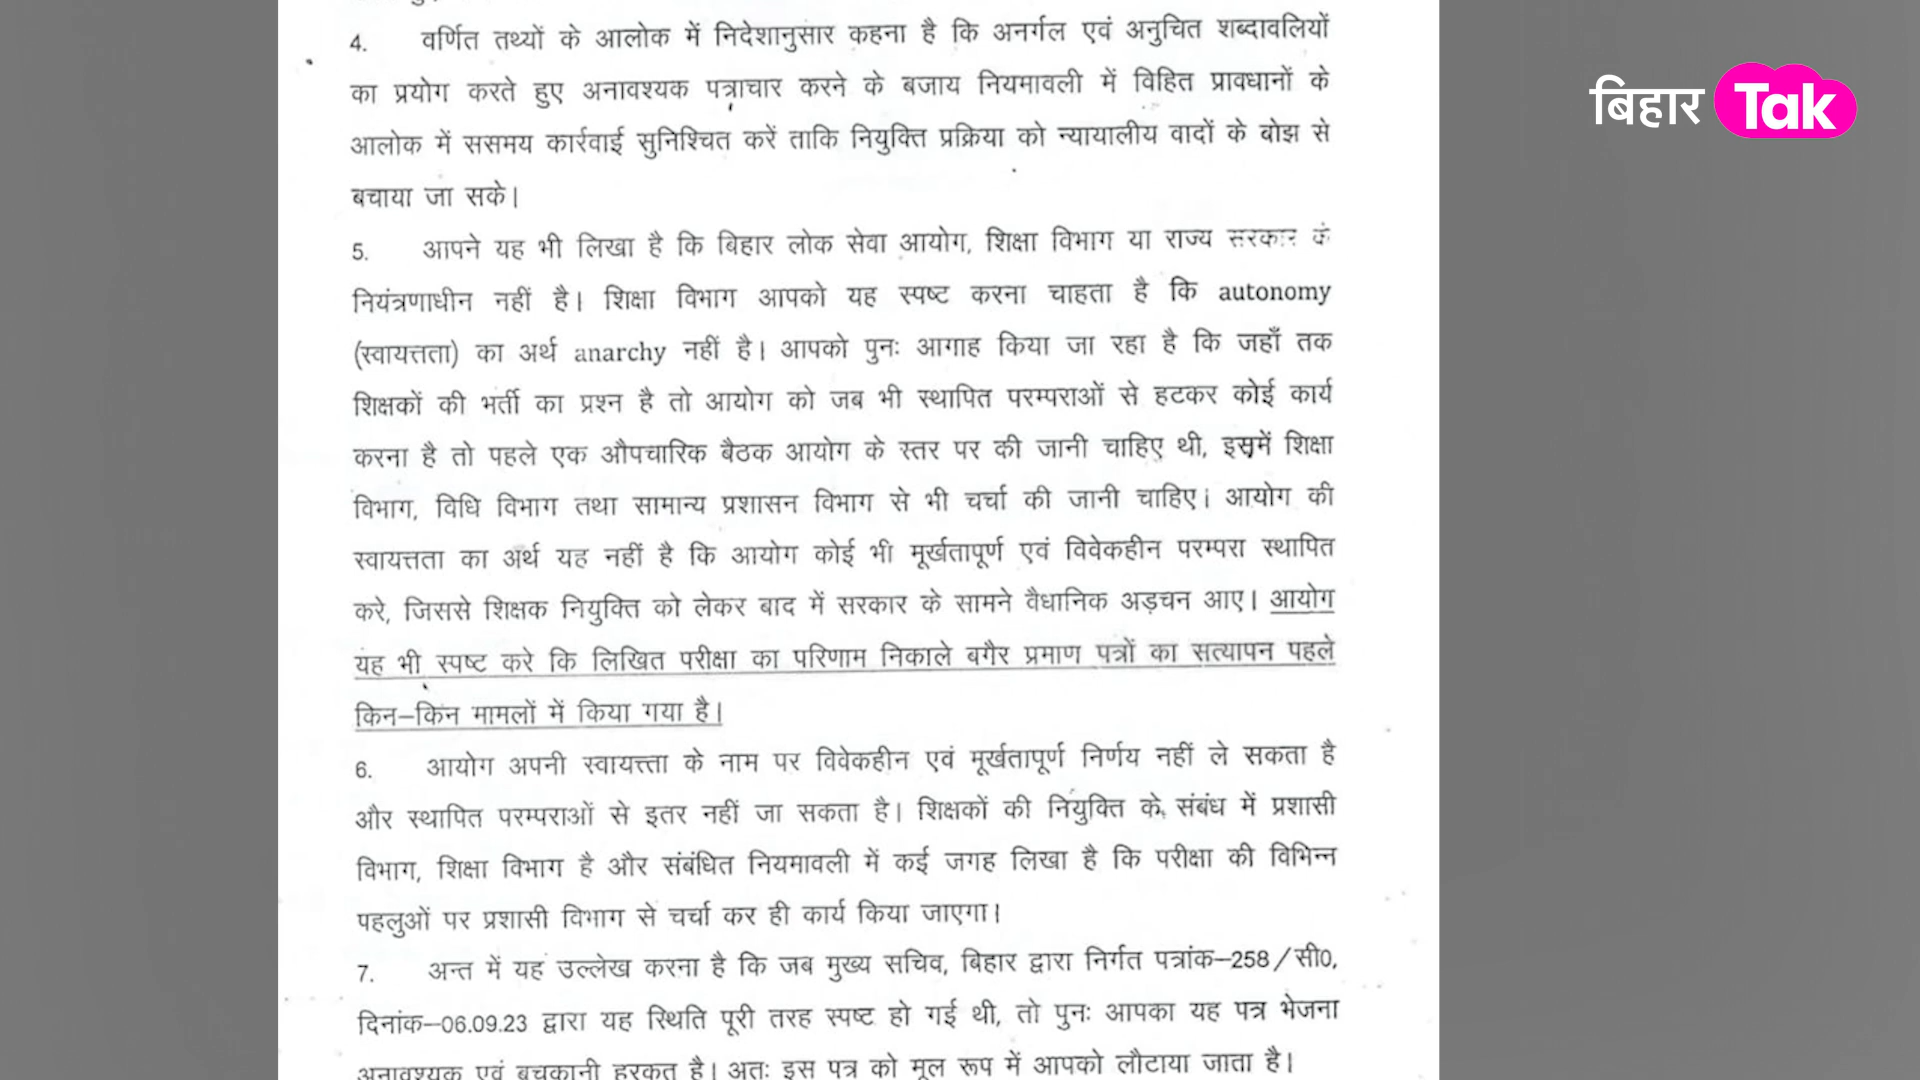 4. वर्णित तथ्यों के आलोक में निदेशानुसार कहना है कि अनर्गल एवं अनुचित शब्दावलियों
का प्रयोग करते हुए अनावश्यक पत्राचार करने के बजाय नियमावली में विहित प्रावधानों के
आलोक में ससमय कार्रवाई सुनिश्चित करें ताकि नियुक्ति प्रक्रिया को न्यायालीय वादों के बोझ से
बचाया जा सके।
5. आपने यह भी लिखा है कि बिहार लोक सेवा आयोग, शिक्षा विभाग या राज्य सरकार के
नियंत्रणाधीन नहीं है। शिक्षा विभाग आपको यह स्पष्ट करना चाहता है कि autonomy
(स्वायत्तता) का अर्थ anarchy नहीं है। आपको पुनः आगाह किया जा रहा है कि जहाँ तक
शिक्षकों की भर्ती का प्रश्न है तो आयोग को जब भी स्थापित परम्पराओं से हटकर कोई कार्य
करना है तो पहले एक औपचारिक बैठक आयोग के स्तर पर की जानी चाहिए थी, इसमें शिक्षा
विभाग, विधि विभाग तथा सामान्य प्रशासन विभाग से भी चर्चा की जानी चाहिए। आयोग की
स्वायत्तता का अर्थ यह नहीं है कि आयोग कोई भी मूर्खतापूर्ण एवं विवेकहीन परम्परा स्थापित
करे, जिससे शिक्षक नियुक्ति को लेकर बाद में सरकार के सामने वैधानिक अड़चन आए। आयोग
यह भी स्पष्ट करे कि लिखित परीक्षा का परिणाम निकाले बगैर प्रमाण पत्रों का सत्यापन पहले
किन–किन मामलों में किया गया है।
6. आयोग अपनी स्वायत्त्ता के नाम पर विवेकहीन एवं मूर्खतापूर्ण निर्णय नहीं ले सकता है
और स्थापित परम्पराओं से इतर नहीं जा सकता है। शिक्षकों की नियुक्ति के संबंध में प्रशासी
विभाग, शिक्षा विभाग है और संबंधित नियमावली में कई जगह लिखा है कि परीक्षा की विभिन्न
पहलुओं पर प्रशासी विभाग से चर्चा कर ही कार्य किया जाएगा।
7. अन्त में यह उल्लेख करना है कि जब मुख्य सचिव, बिहार द्वारा निर्गत पत्रांक–258/सी0,
दिनांक–06.09.23 द्वारा यह स्थिति पूरी तरह स्पष्ट हो गई थी, तो पुनः आपका यह पत्र भेजना
अनावश्यक एवं बचकानी हरकत है। अतः इस पत्र को मूल रूप में आपको लौटाया जाता है।
बिहार Tak